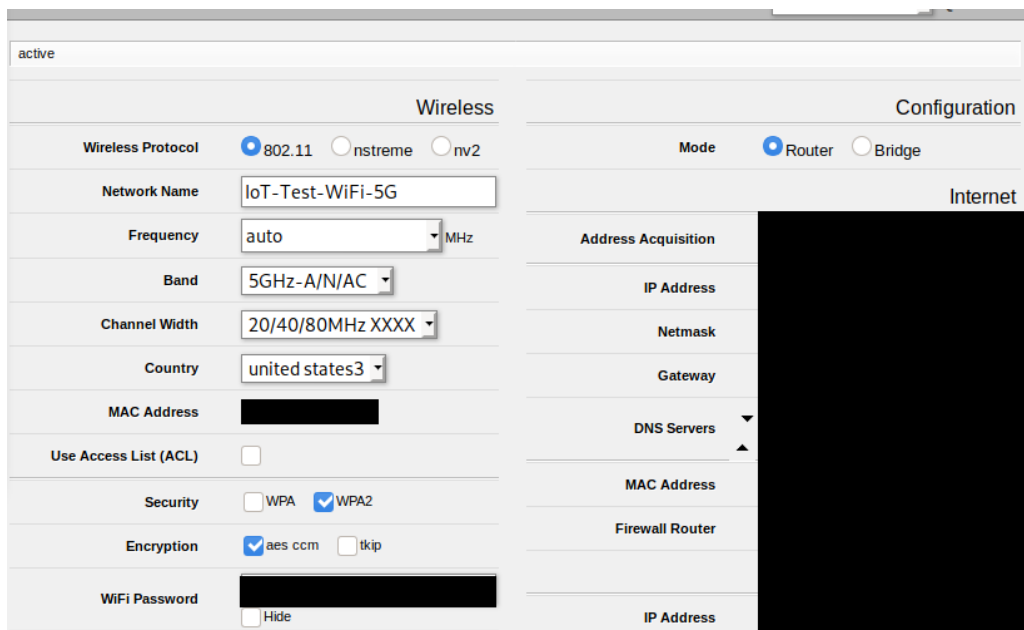 active
Wireless
Wireless Protocol 802.11 nstreme nv2
Network Name IoT-Test-WiFi-5G
Frequency auto MHz
Band 5GHz-A/N/AC
Channel Width 20/40/80MHz XXXX
Country united states3
MAC Address
Use Access List (ACL)
Security WPA WPA2
Encryption aes ccm tkip
WiFi Password
Hide
Configuration
Mode Router Bridge
Internet
Address Acquisition
IP Address
Netmask
Gateway
DNS Servers
MAC Address
Firewall Router
IP Address